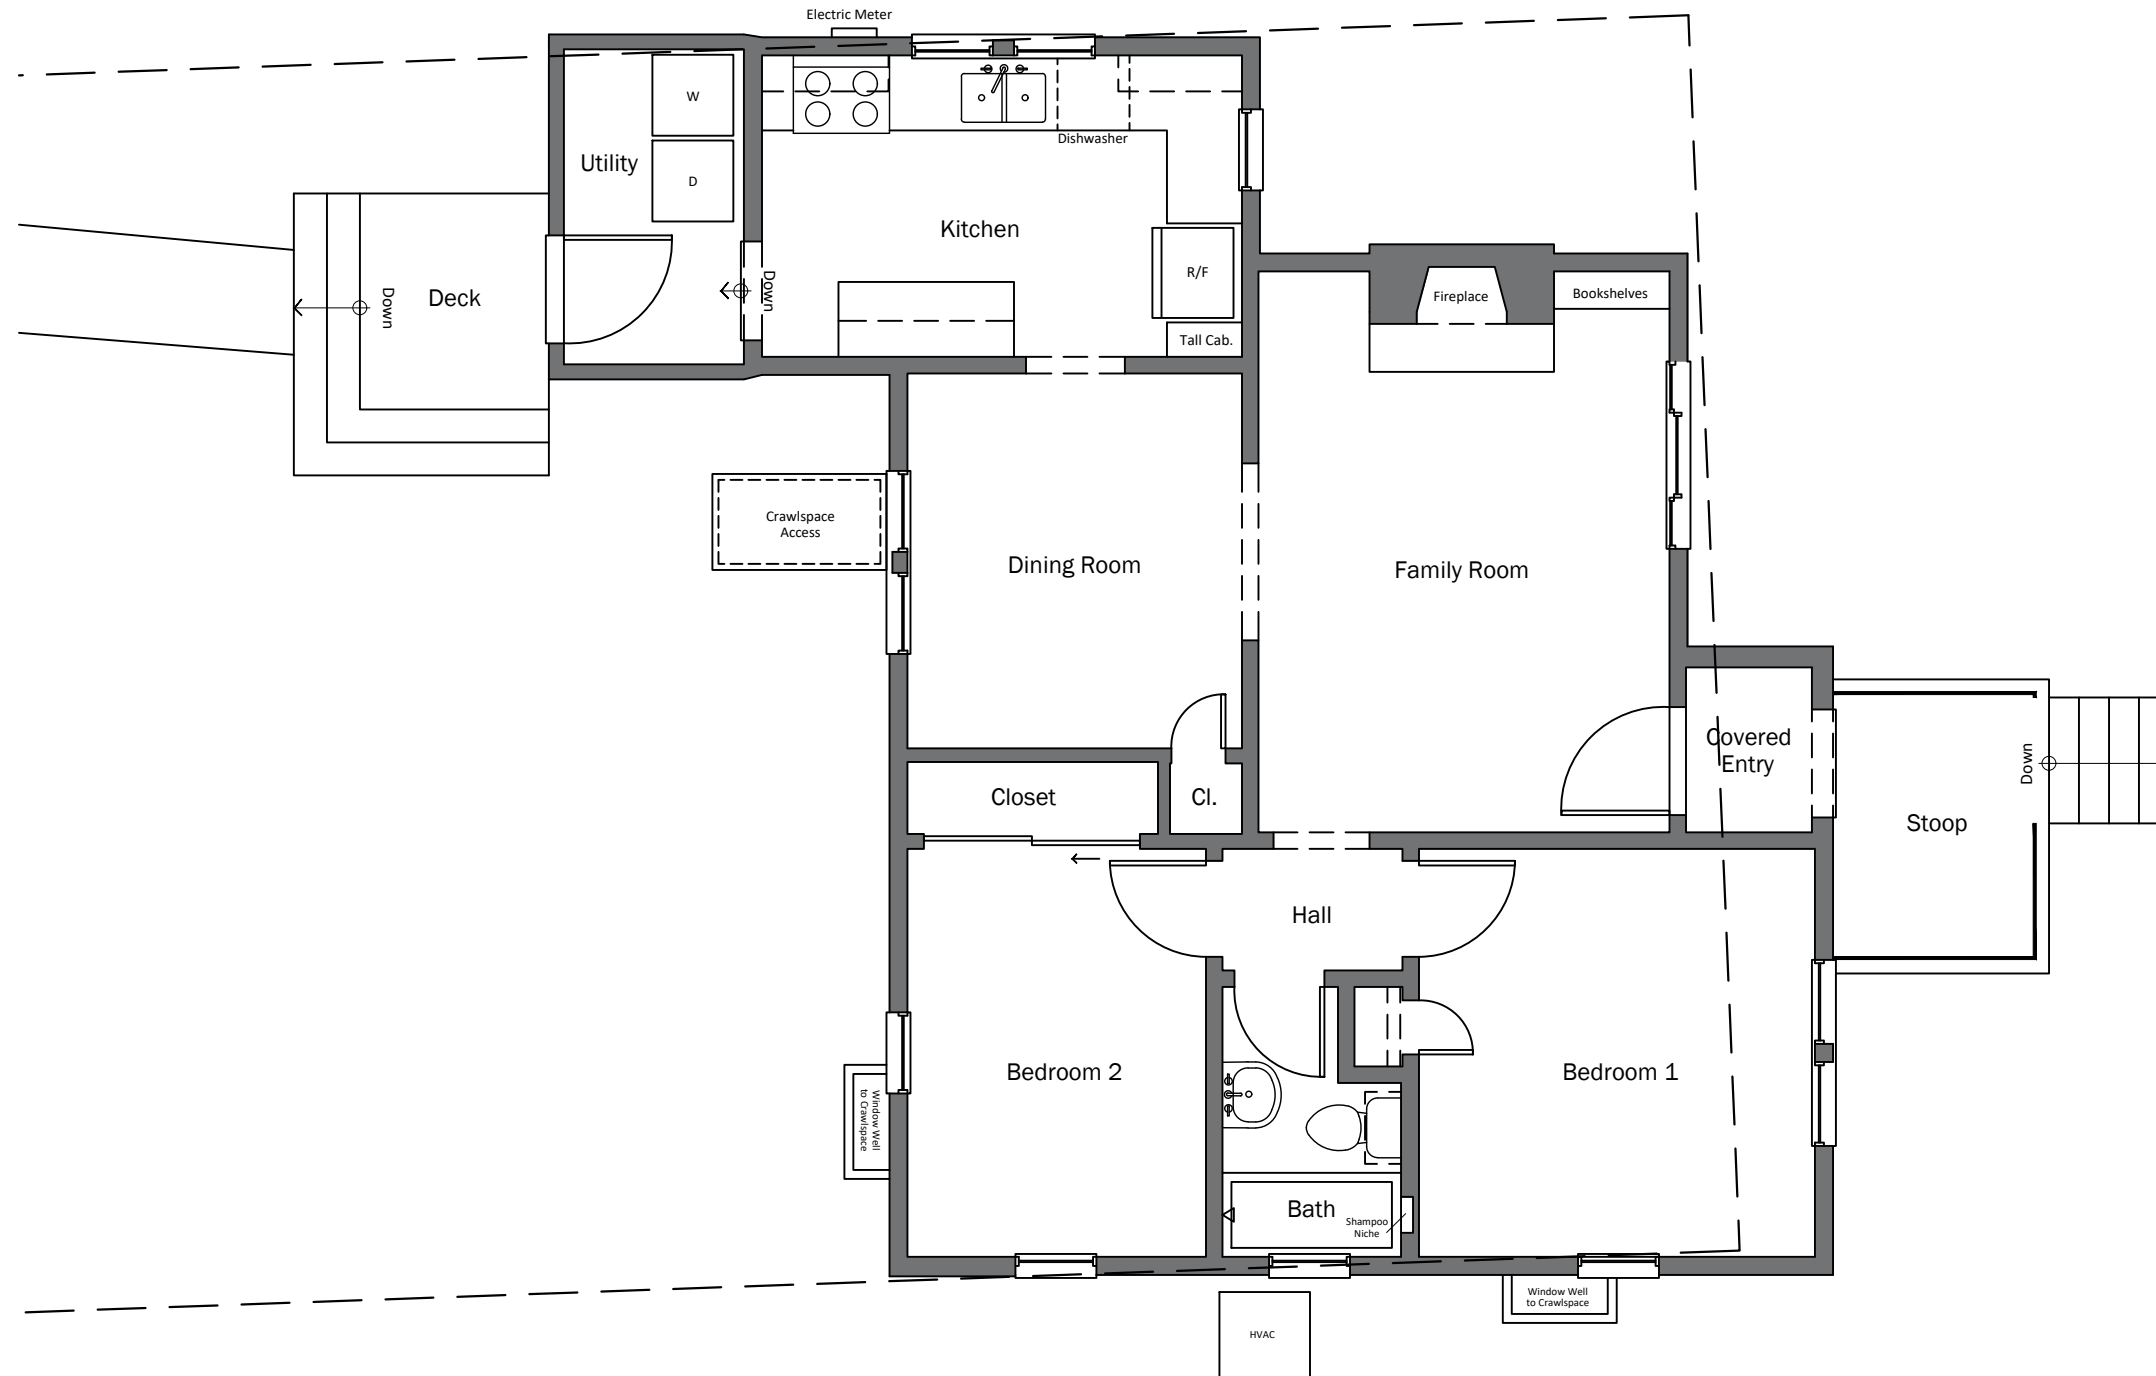 Electric Meter
W
Dishwasher
Utility
D
Kitchen
R/F
Down
Deck
Down
Fireplace
Bookshelves
Tall Cab.
Crawlspace
Access
Dining Room
Family Room
Covered
Entry
Down
Closet
Cl.
Stoop
Hall
Bedroom 2
Bedroom 1
Window Well
to Crawlspace
Bath
Shampoo
Niche
Window Well
to Crawlspace
HVAC